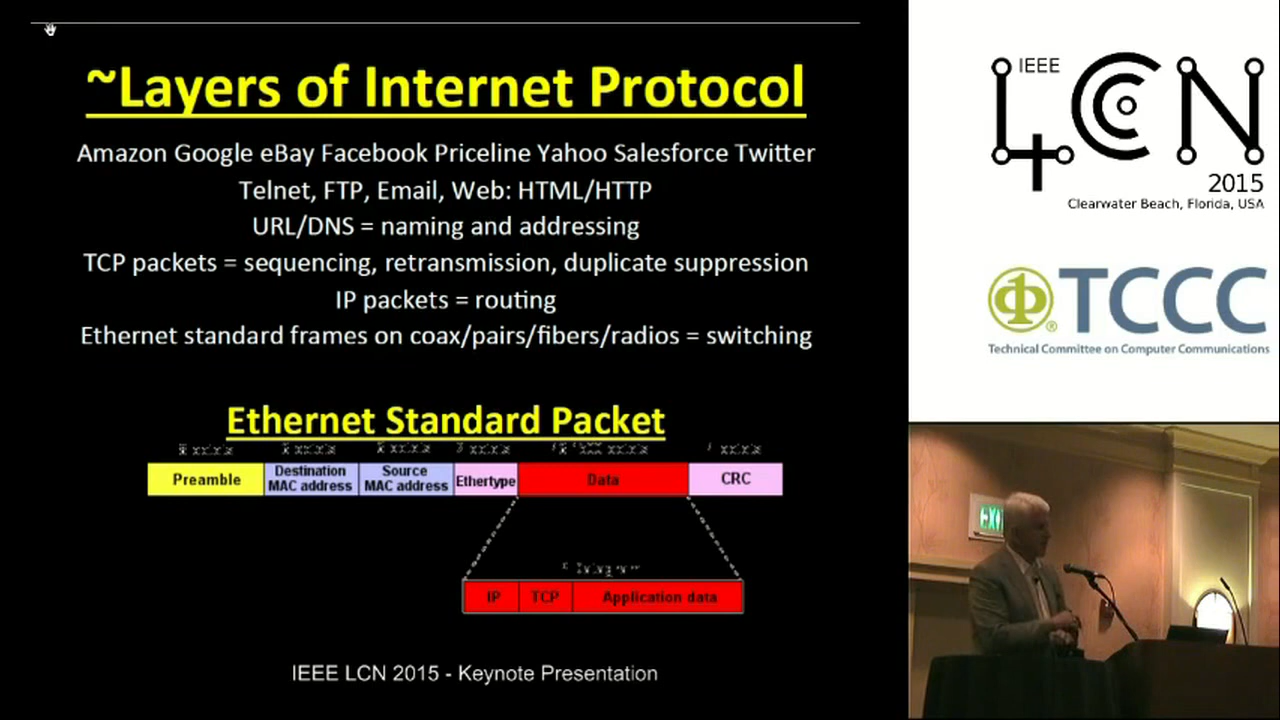 ~Layers of Internet Protocol
Amazon Google eBay Facebook Priceline Yahoo Salesforce Twitter
Telnet, FTP, Email, Web: HTML/HTTP
URL/DNS = naming and addressing
TCP packets = sequencing, retransmission, duplicate suppression
IP packets = routing
Ethernet standard frames on coax/pairs/fibers/radios = switching
Ethernet Standard Packet
Preamble
Destination
MAC address
Source
MAC address
Ethertype
Data
CRC
IP
TCP
Application data
IEEE LCN 2015 - Keynote Presentation
IEEE
LCN
2015
Clearwater Beach, Florida, USA
TCCC
®
Technical Committee on Computer Communications
EXIT